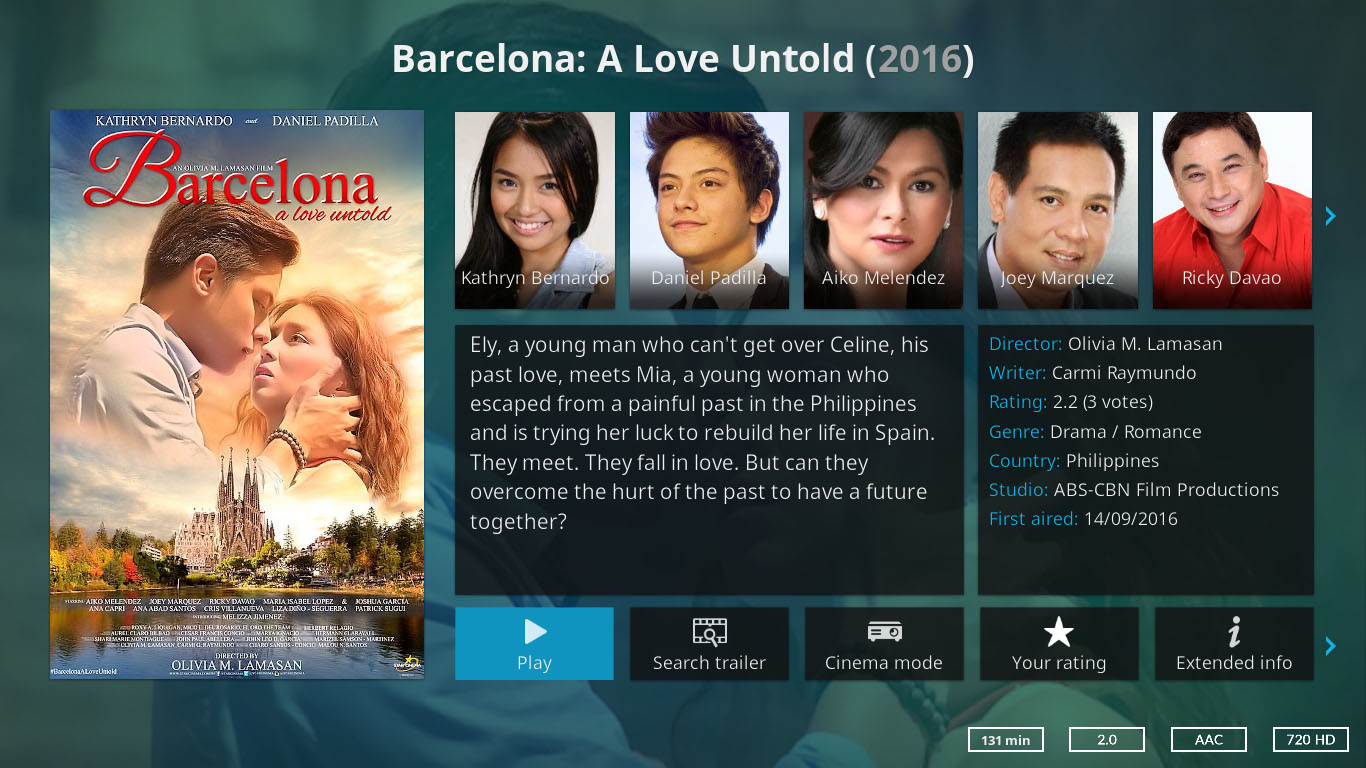 Barcelona: A Love Untold (2016)
KATHRYN BERNARDO and DANIEL PADILLA
AN OLIVIA M. LAMASAN FILM
Barcelona
a love untold
STARRING AIKO MELENDEZ JOEY MARQUEZ RICKY DAVAO MARIA ISABEL LOPEZ & JOSHUA GARCIA
ANA CAPRI ANA ABAD SANTOS CRIS VILLANUEVA LIZA DIÑO - SEGUERRA PATRICK SUGUI
INTRODUCING MELIZZA JIMENEZ
DIRECTED BY
OLIVIA M. LAMASAN
#BarcelonaALoveUntold
STAR CINEMA
Kathryn Bernardo
Daniel Padilla
Aiko Melendez
Joey Marquez
Ricky Davao
Ely, a young man who can't get over Celine, his
past love, meets Mia, a young woman who
escaped from a painful past in the Philippines
and is trying her luck to rebuild her life in Spain.
They meet. They fall in love. But can they
overcome the hurt of the past to have a future
together?
Director: Olivia M. Lamasan
Writer: Carmi Raymundo
Rating: 2.2 (3 votes)
Genre: Drama / Romance
Country: Philippines
Studio: ABS-CBN Film Productions
First aired: 14/09/2016
Play
Search trailer
Cinema mode
Your rating
Extended info
131 min
2.0
AAC
720 HD